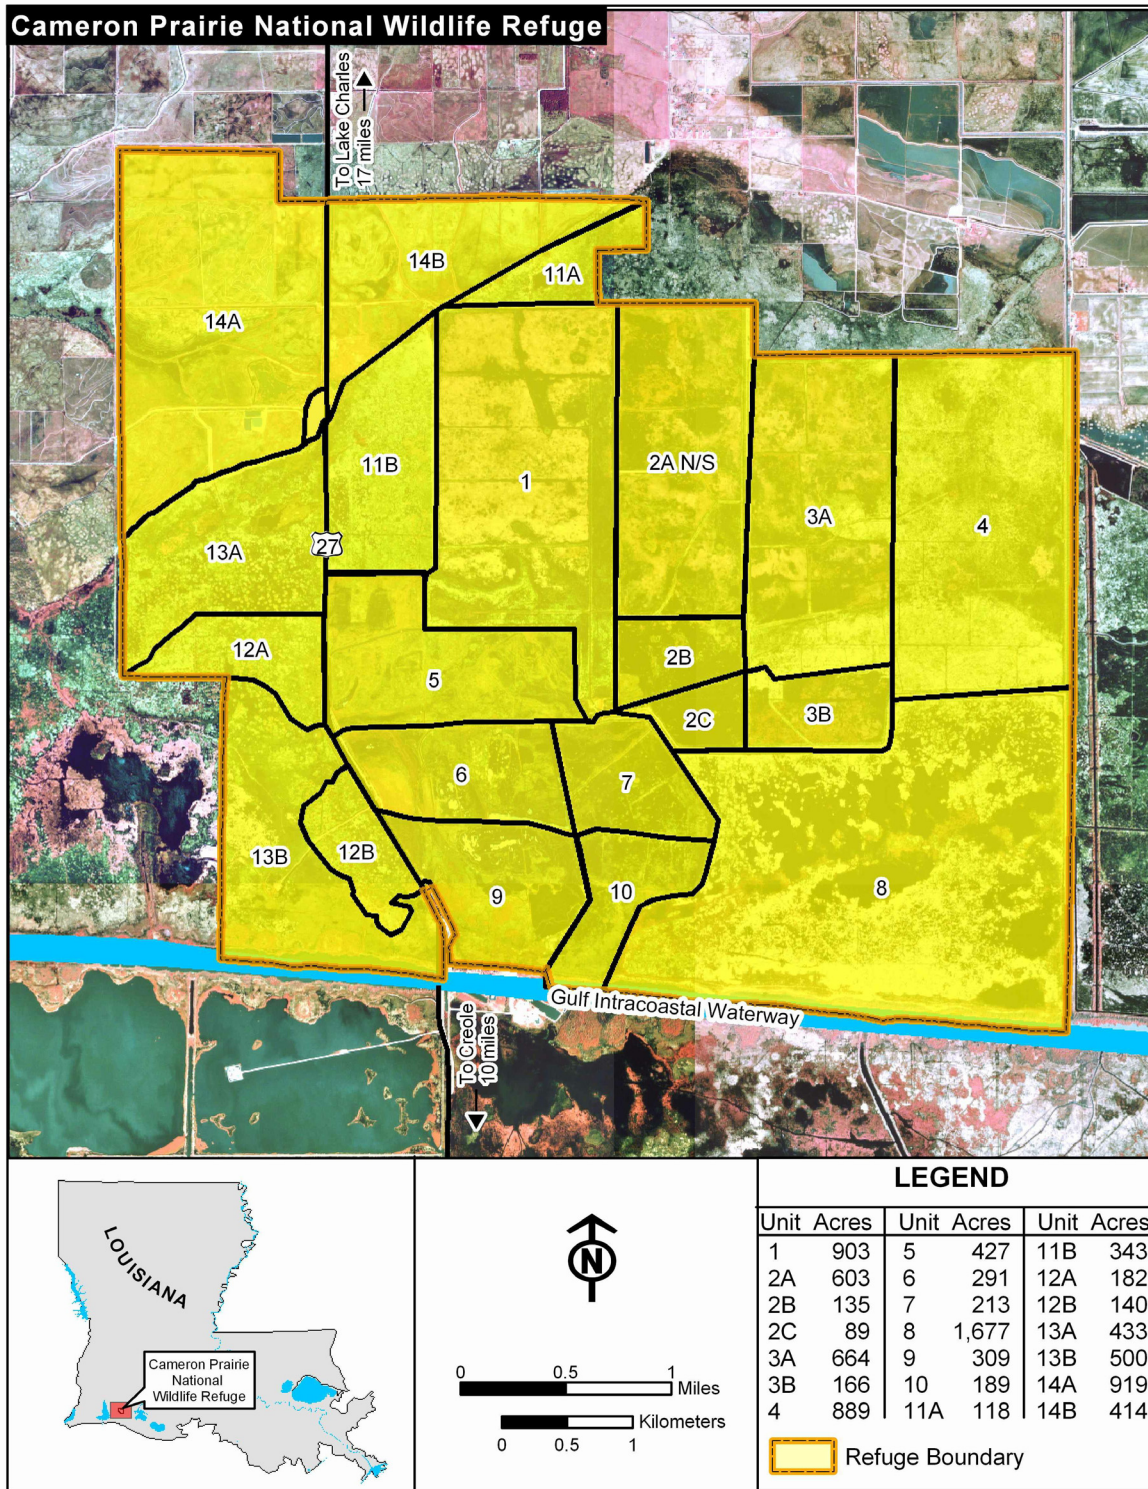 Cameron Prairie National Wildlife Refuge
To Lake Charles
17 miles
14B
11A
14A
11B
1
2A N/S
3A
4
27
13A
12A
2B
5
2C
3B
6
7
12B
13B
8
10
9
Gulf Intracoastal Waterway
To Creole
10 miles
LOUISIANA
Cameron Prairie
National
Wildlife Refuge
N
0 0.5 1
Miles
Kilometers
0 0.5 1
LEGEND
Unit Acres Unit Acres Unit Acres
1 903 5 427 11B 343
2A 603 6 291 12A 182
2B 135 7 213 12B 140
2C 89 8 1,677 13A 433
3A 664 9 309 13B 500
3B 166 10 189 14A 919
4 889 11A 118 14B 414
Refuge Boundary